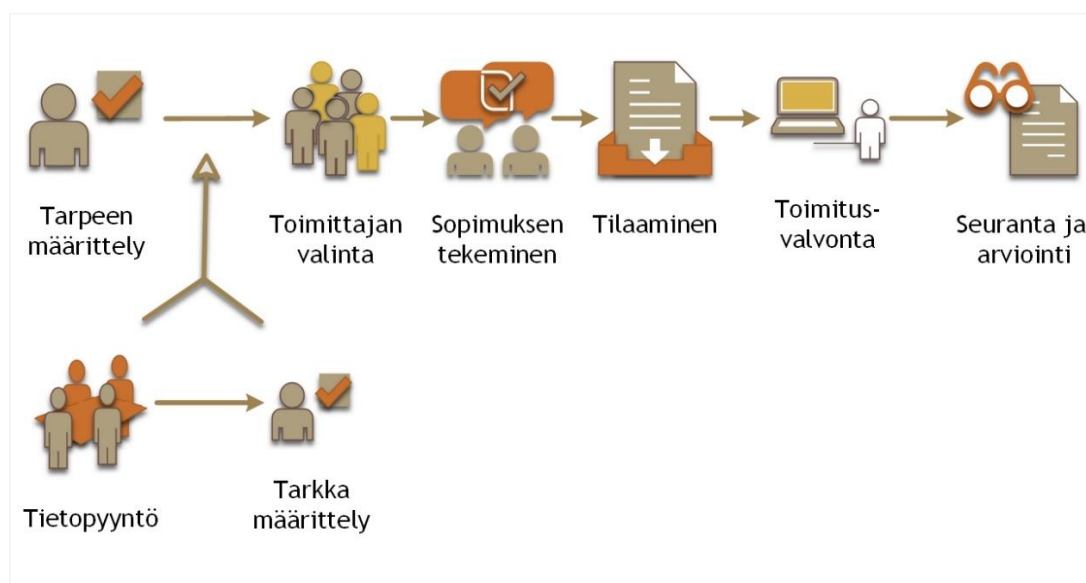 Tarpeen
määrittely
Toimittajan
valinta
Sopimuksen
tekeminen
Tilaaminen
Toimitus-
valvonta
Seuranta ja
arviointi
Tietopyyntö
Tarkka
määrittely